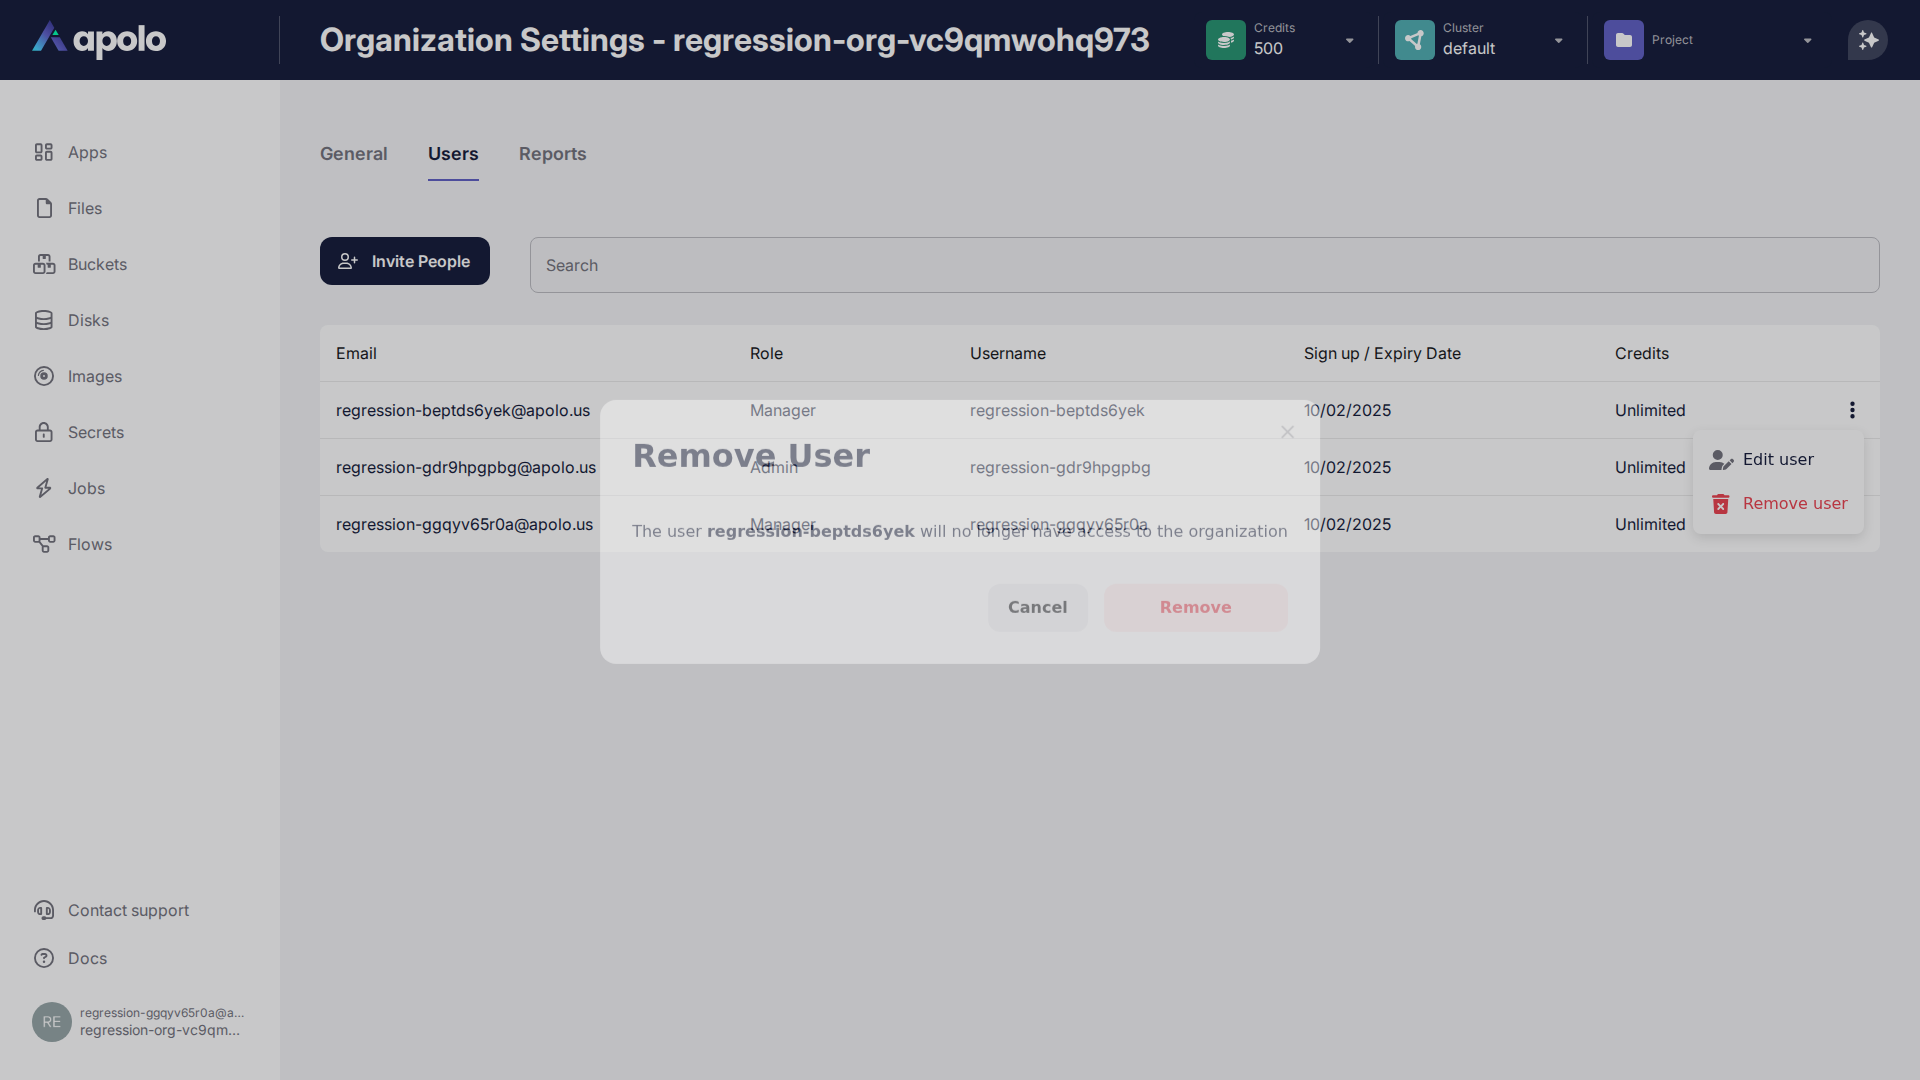 apolo
Organization Settings - regression-org-vc9qmwohq973
Credits
500
Cluster
default
Project
Apps
Files
Buckets
Disks
Images
Secrets
Jobs
Flows
Contact support
Docs
RE
regression-ggqyv65r0a@a...
regression-org-vc9qm...
General Users Reports
Invite People
Search
Email Role Username Sign up / Expiry Date Credits
regression-beptds6yek@apolo.us Manager regression-beptds6yek 10/02/2025 Unlimited
regression-gdr9hpgpbg@apolo.us Admin regression-gdr9hpgpbg 10/02/2025 Unlimited
regression-ggqyv65r0a@apolo.us Manager regression-ggqyv65r0a 10/02/2025 Unlimited
Edit user
Remove user
Remove User
The user regression-beptds6yek will no longer have access to the organization
Cancel
Remove